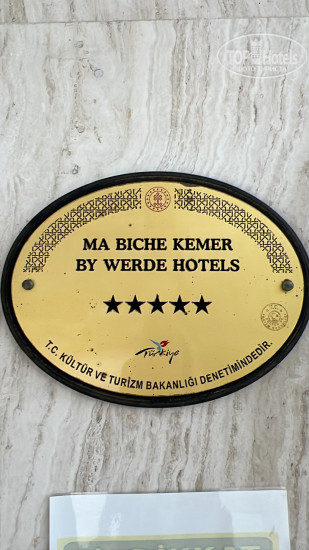 TOP Hotels
MA BICHE KEMER
BY WERDE HOTELS
Türkiye
T.C. KÜLTÜR VE TURİZM BAKANLIĞI DENETİMİNDEDİR.